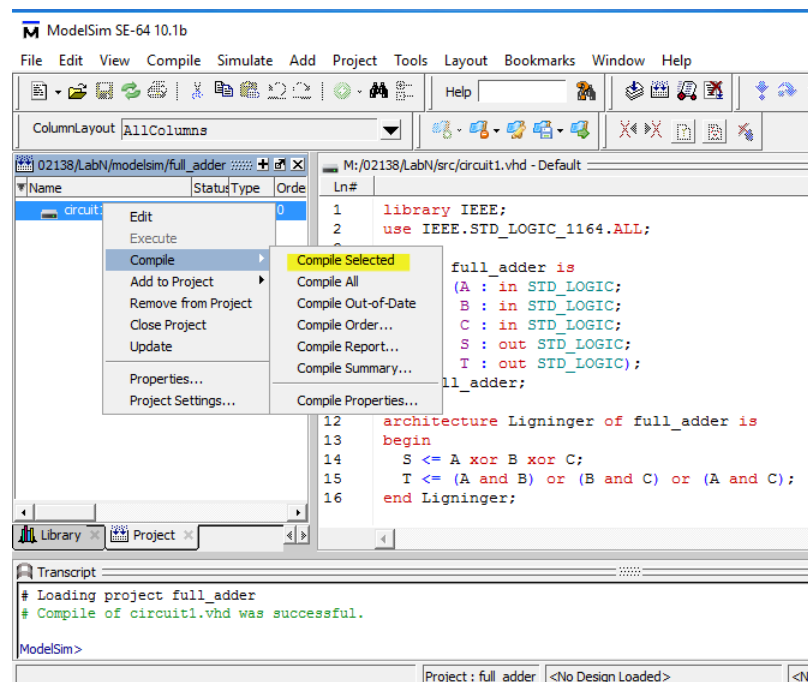 ModelSim SE-64 10.1b
File Edit View Compile Simulate Add Project Tools Layout Bookmarks Window Help
Help
ColumnLayout AllColumns
02138/LabN/modelsim/full_adder
Name Status Type Orde
circuit1 0
Edit
Execute
Compile
Add to Project
Remove from Project
Close Project
Update
Properties...
Project Settings...
Compile Selected
Compile All
Compile Out-of-Date
Compile Order...
Compile Report...
Compile Summary...
Compile Properties...
Library Project
M:/02138/LabN/src/circuit1.vhd - Default
Ln#
1 library IEEE;
2 use IEEE.STD_LOGIC_1164.ALL;
full_adder is
(A : in STD_LOGIC;
B : in STD_LOGIC;
C : in STD_LOGIC;
S : out STD_LOGIC;
T : out STD_LOGIC);
ll_adder;
12 architecture Ligninger of full_adder is
13 begin
14 S <= A xor B xor C;
15 T <= (A and B) or (B and C) or (A and C);
16 end Ligninger;
Transcript
# Loading project full_adder
# Compile of circuit1.vhd was successful.
ModelSim>
Project : full_adder <No Design Loaded> <N